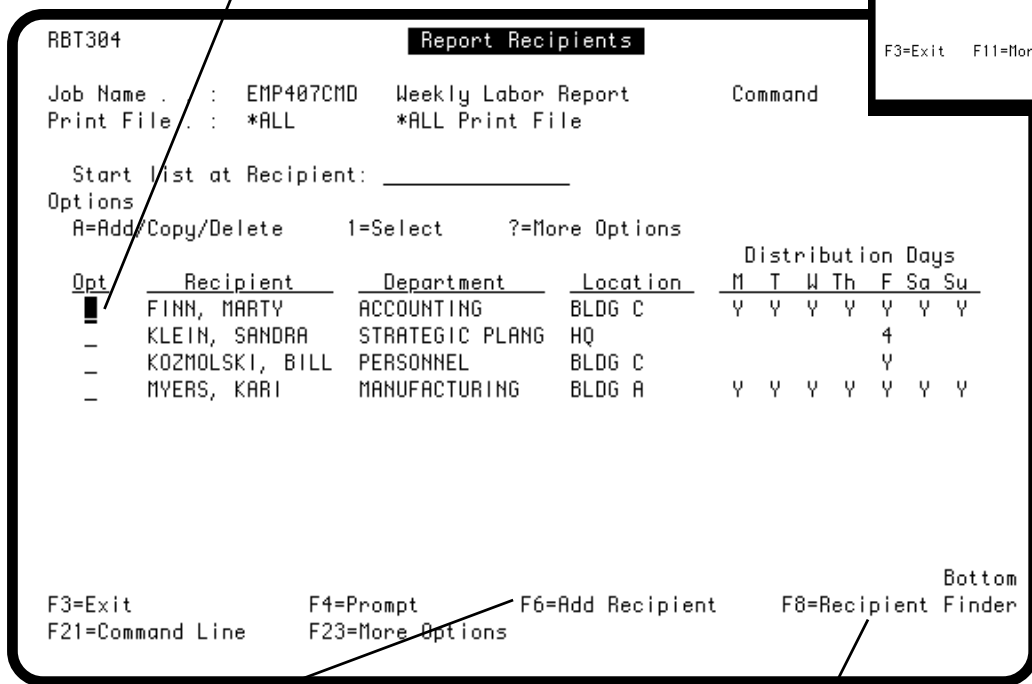 RBT304 Report Recipients
F3=Exit F11=Mor
Job Name . . : EMP407CMD Weekly Labor Report Command
Print File . : *ALL *ALL Print File
Start list at Recipient: _______________
Options
A=Add/Copy/Delete 1=Select ?=More Options
Distribution Days
Opt Recipient Department Location M T W Th F Sa Su
_ FINN, MARTY ACCOUNTING BLDG C Y Y Y Y Y Y Y
_ KLEIN, SANDRA STRATEGIC PLANG HQ 4
_ KOZMOLSKI, BILL PERSONNEL BLDG C Y
_ MYERS, KARI MANUFACTURING BLDG A Y Y Y Y Y Y Y
Bottom
F3=Exit F4=Prompt F6=Add Recipient F8=Recipient Finder
F21=Command Line F23=More Options